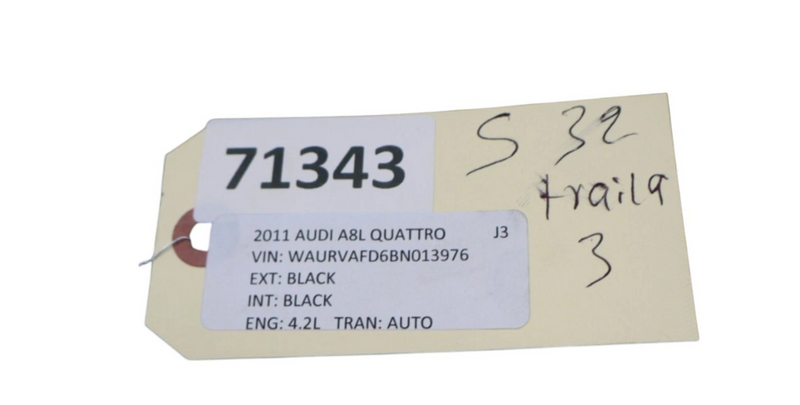 71343
S 32
traila
3
2011 AUDI A8L QUATTRO J3
VIN: WAURVAFD6BN013976
EXT: BLACK
INT: BLACK
ENG: 4.2L TRAN: AUTO